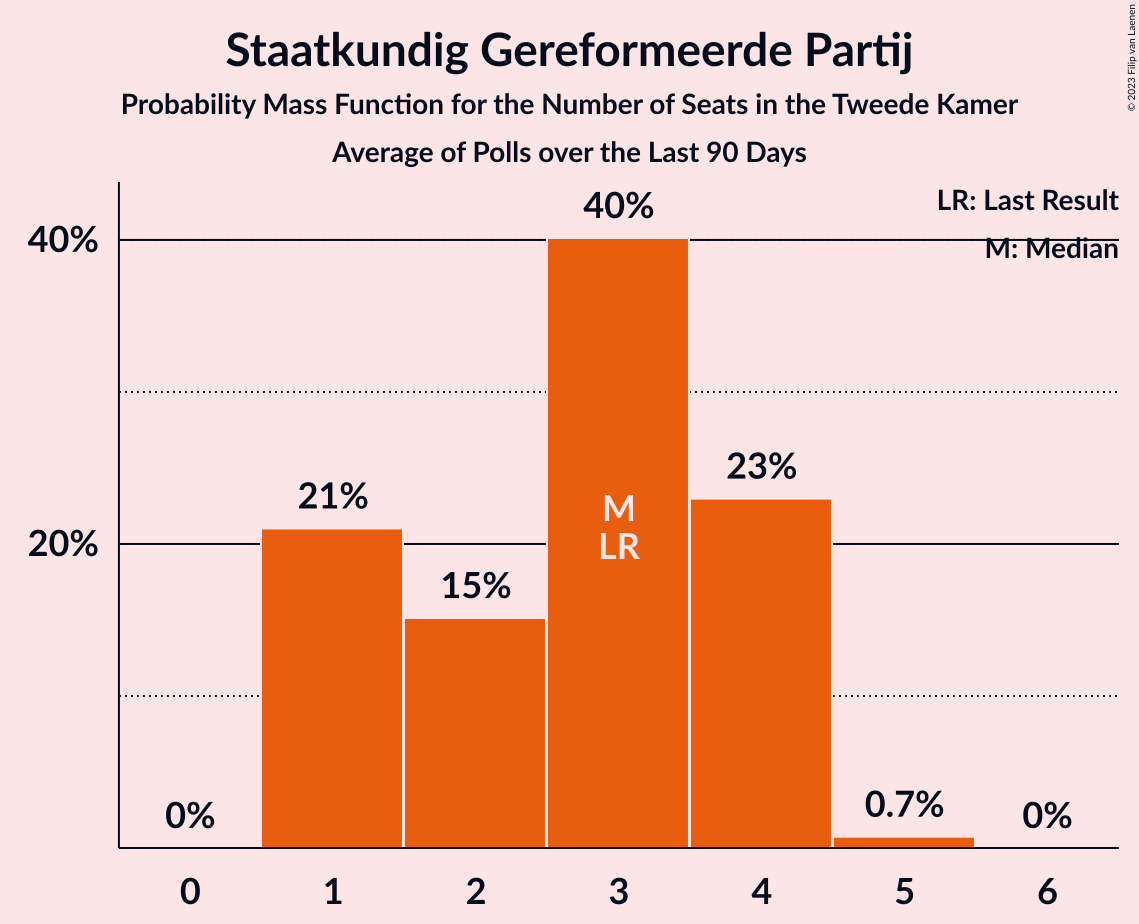 Staatkundig Gereformeerde Partij
Probability Mass Function for the Number of Seats in the Tweede Kamer
Average of Polls over the Last 90 Days
© 2023 Filip van Laenen
LR: Last Result
M: Median
40%
20%
0%
21%
15%
40%
M
LR
23%
0.7%
0%
0 1 2 3 4 5 6